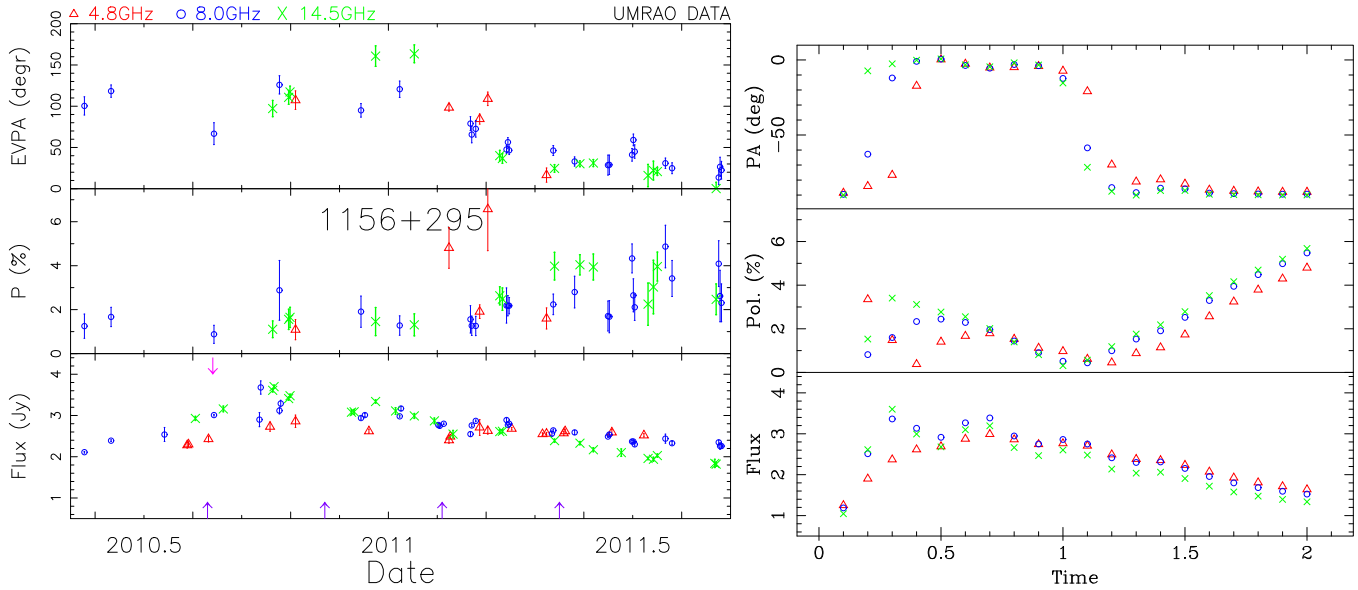 △ 4.8GHz ○ 8.0GHz × 14.5GHz UMRAO DATA
EVPA (degr)
200
150
100
50
0
P (%)
6
4
2
0
1156+295
Flux (Jy)
4
3
2
1
2010.5 2011 2011.5
Date
PA (deg)
0
−50
Pol. (%)
6
4
2
0
Flux
4
3
2
1
0 0.5 1 1.5 2
Time